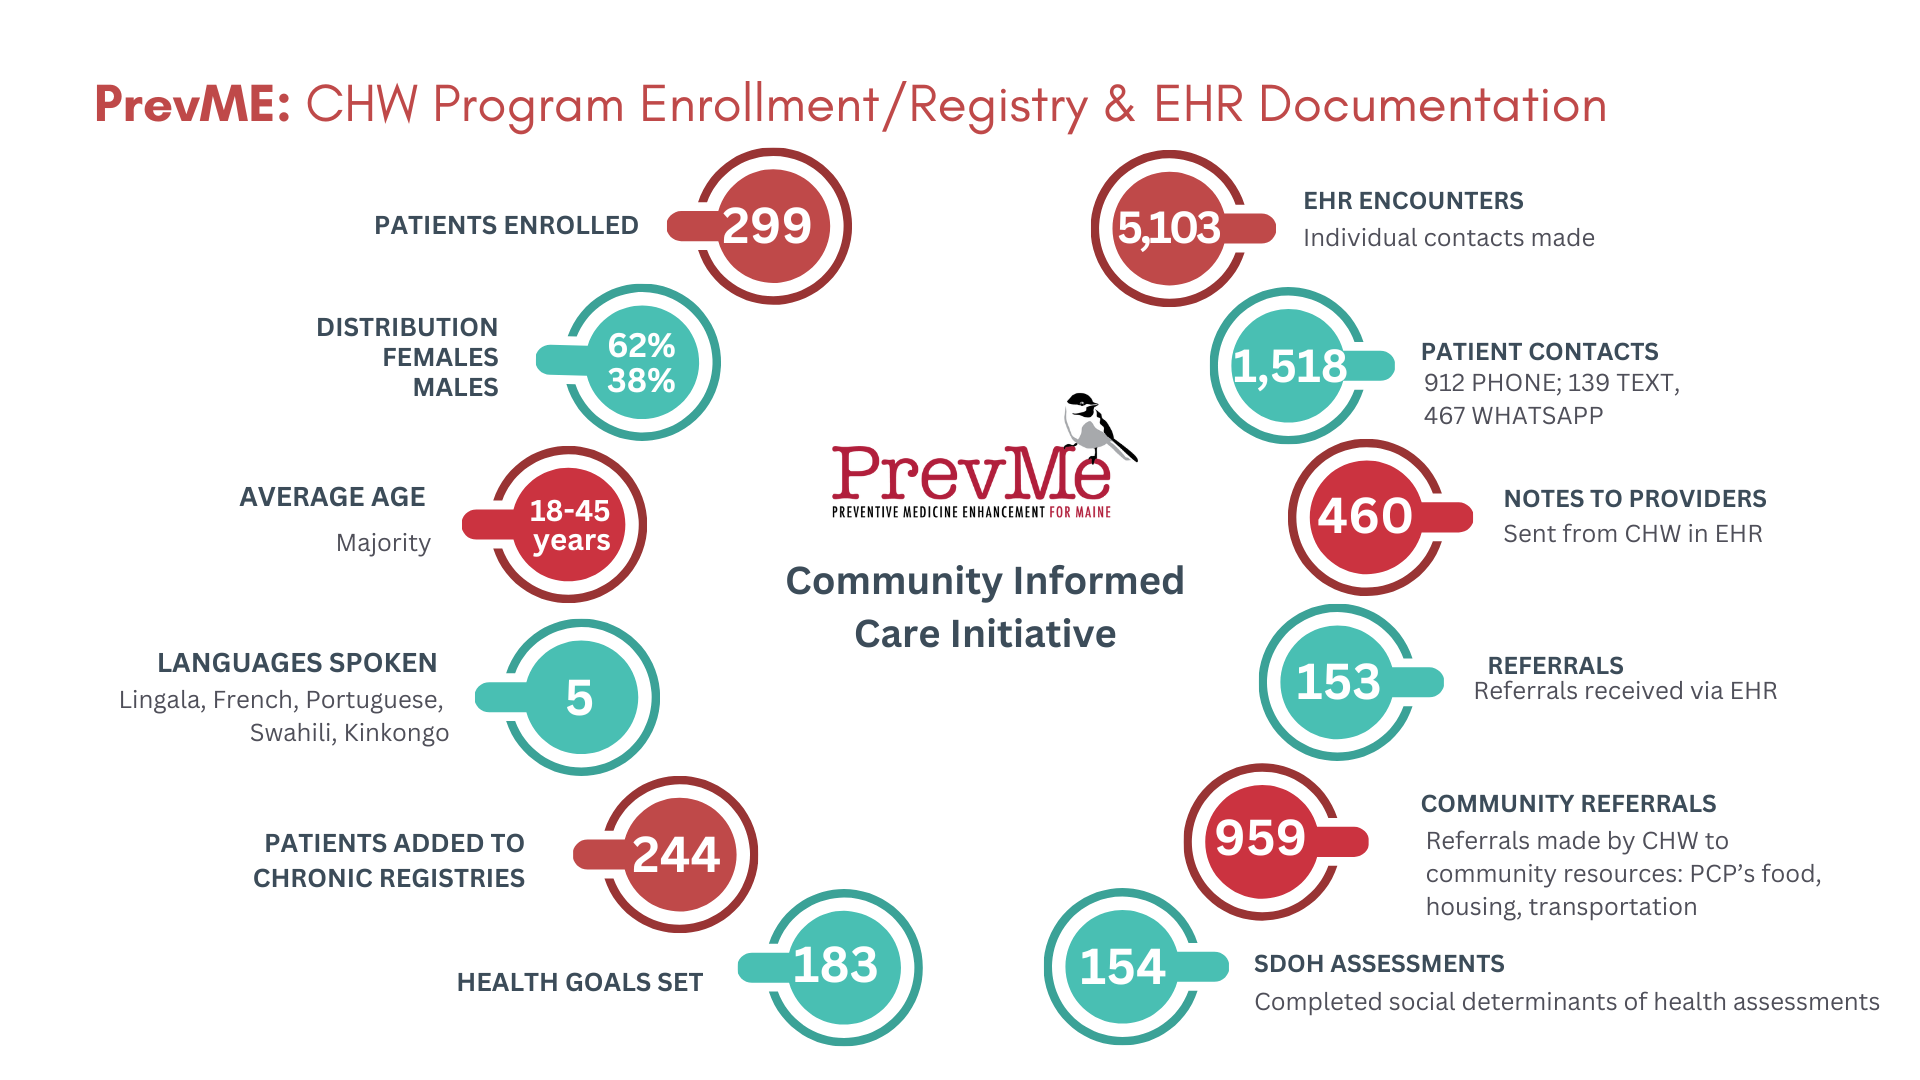 PrevME: CHW Program Enrollment/Registry & EHR Documentation
PATIENTS ENROLLED
299
DISTRIBUTION
FEMALES
MALES
62%
38%
AVERAGE AGE
Majority
18-45
years
LANGUAGES SPOKEN
Lingala, French, Portuguese,
Swahili, Kinkongo
5
PATIENTS ADDED TO
CHRONIC REGISTRIES
244
HEALTH GOALS SET
183
PrevMe
PREVENTIVE MEDICINE ENHANCEMENT FOR MAINE
Community Informed
Care Initiative
5,103
EHR ENCOUNTERS
Individual contacts made
1,518
PATIENT CONTACTS
912 PHONE; 139 TEXT,
467 WHATSAPP
460
NOTES TO PROVIDERS
Sent from CHW in EHR
153
REFERRALS
Referrals received via EHR
959
COMMUNITY REFERRALS
Referrals made by CHW to
community resources: PCP’s food,
housing, transportation
154
SDOH ASSESSMENTS
Completed social determinants of health assessments